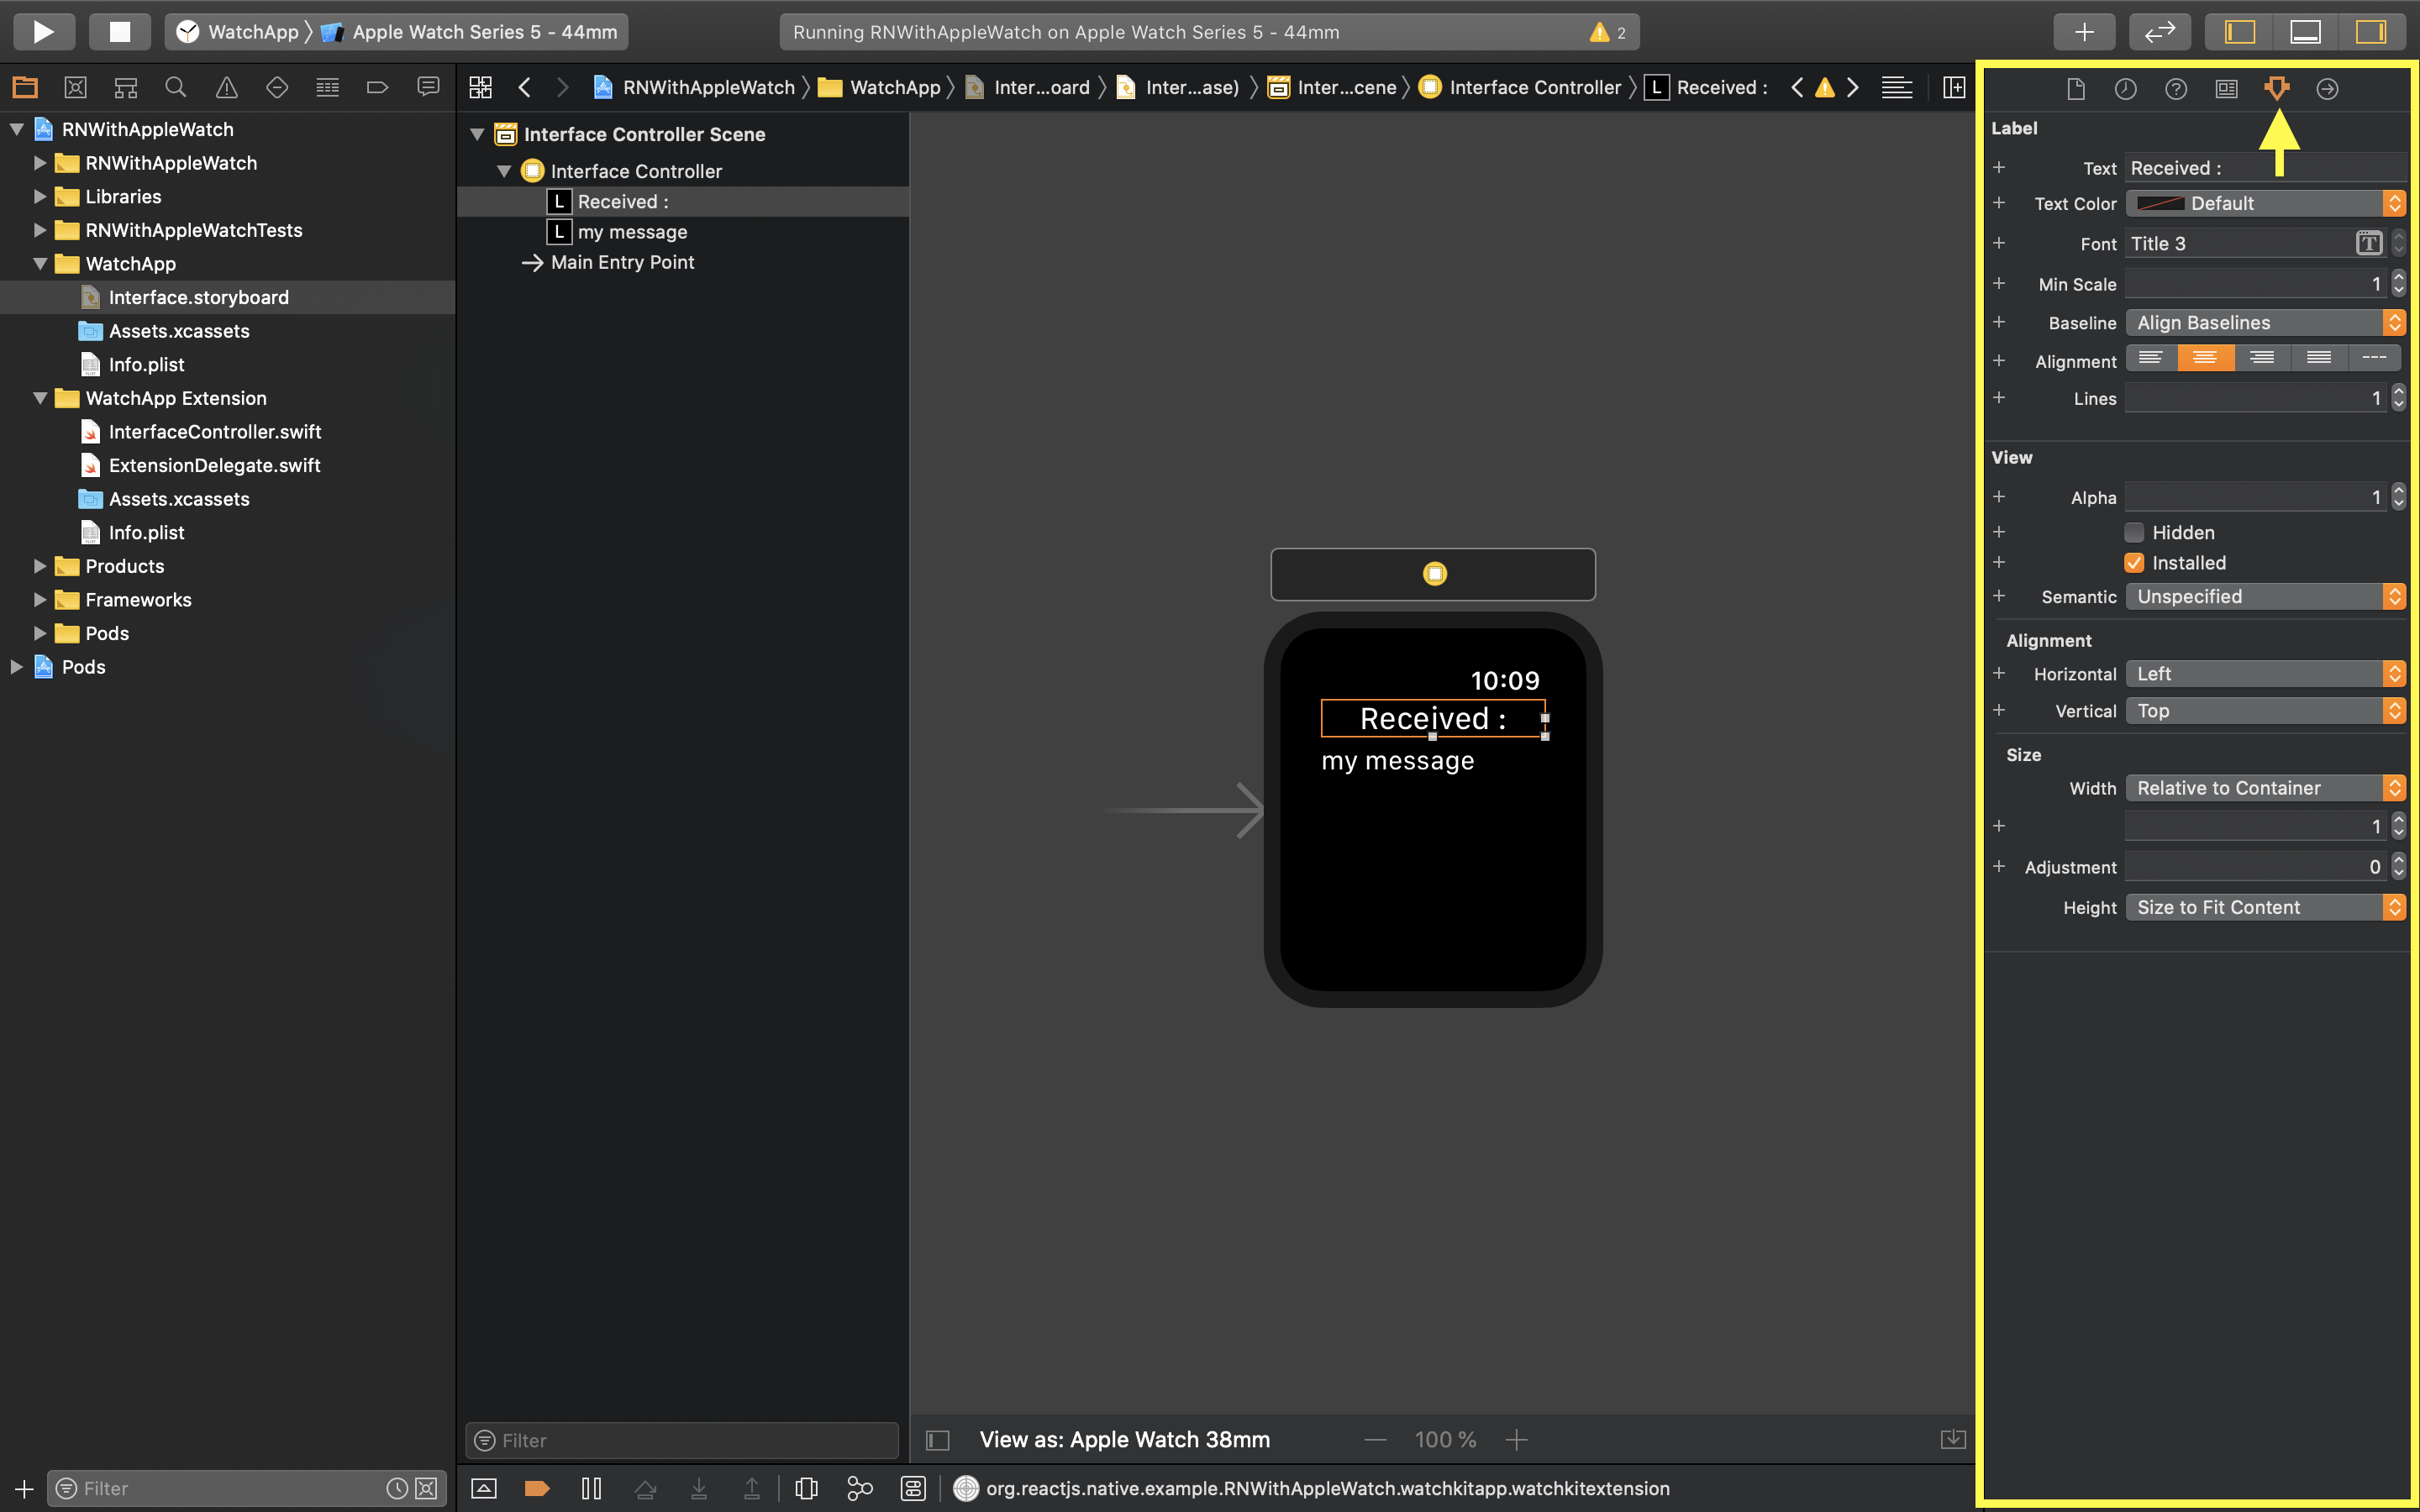 WatchApp Apple Watch Series 5 - 44mm
Running RNWithAppleWatch on Apple Watch Series 5 - 44mm 2
RNWithAppleWatch WatchApp Inter...oard Inter...ase) Inter...cene Interface Controller L Received :
RNWithAppleWatch
RNWithAppleWatch
Libraries
RNWithAppleWatchTests
WatchApp
Interface.storyboard
Assets.xcassets
Info.plist
WatchApp Extension
InterfaceController.swift
ExtensionDelegate.swift
Assets.xcassets
Info.plist
Products
Frameworks
Pods
Pods
Filter
Interface Controller Scene
Interface Controller
L Received :
L my message
Main Entry Point
Filter
10:09
Received :
my message
View as: Apple Watch 38mm 100 %
org.reactjs.native.example.RNWithAppleWatch.watchkitapp.watchkitextension
Label
Text Received :
Text Color Default
Font Title 3 T
Min Scale 1
Baseline Align Baselines
Alignment
Lines 1
View
Alpha 1
Hidden
Installed
Semantic Unspecified
Alignment
Horizontal Left
Vertical Top
Size
Width Relative to Container
1
Adjustment 0
Height Size to Fit Content